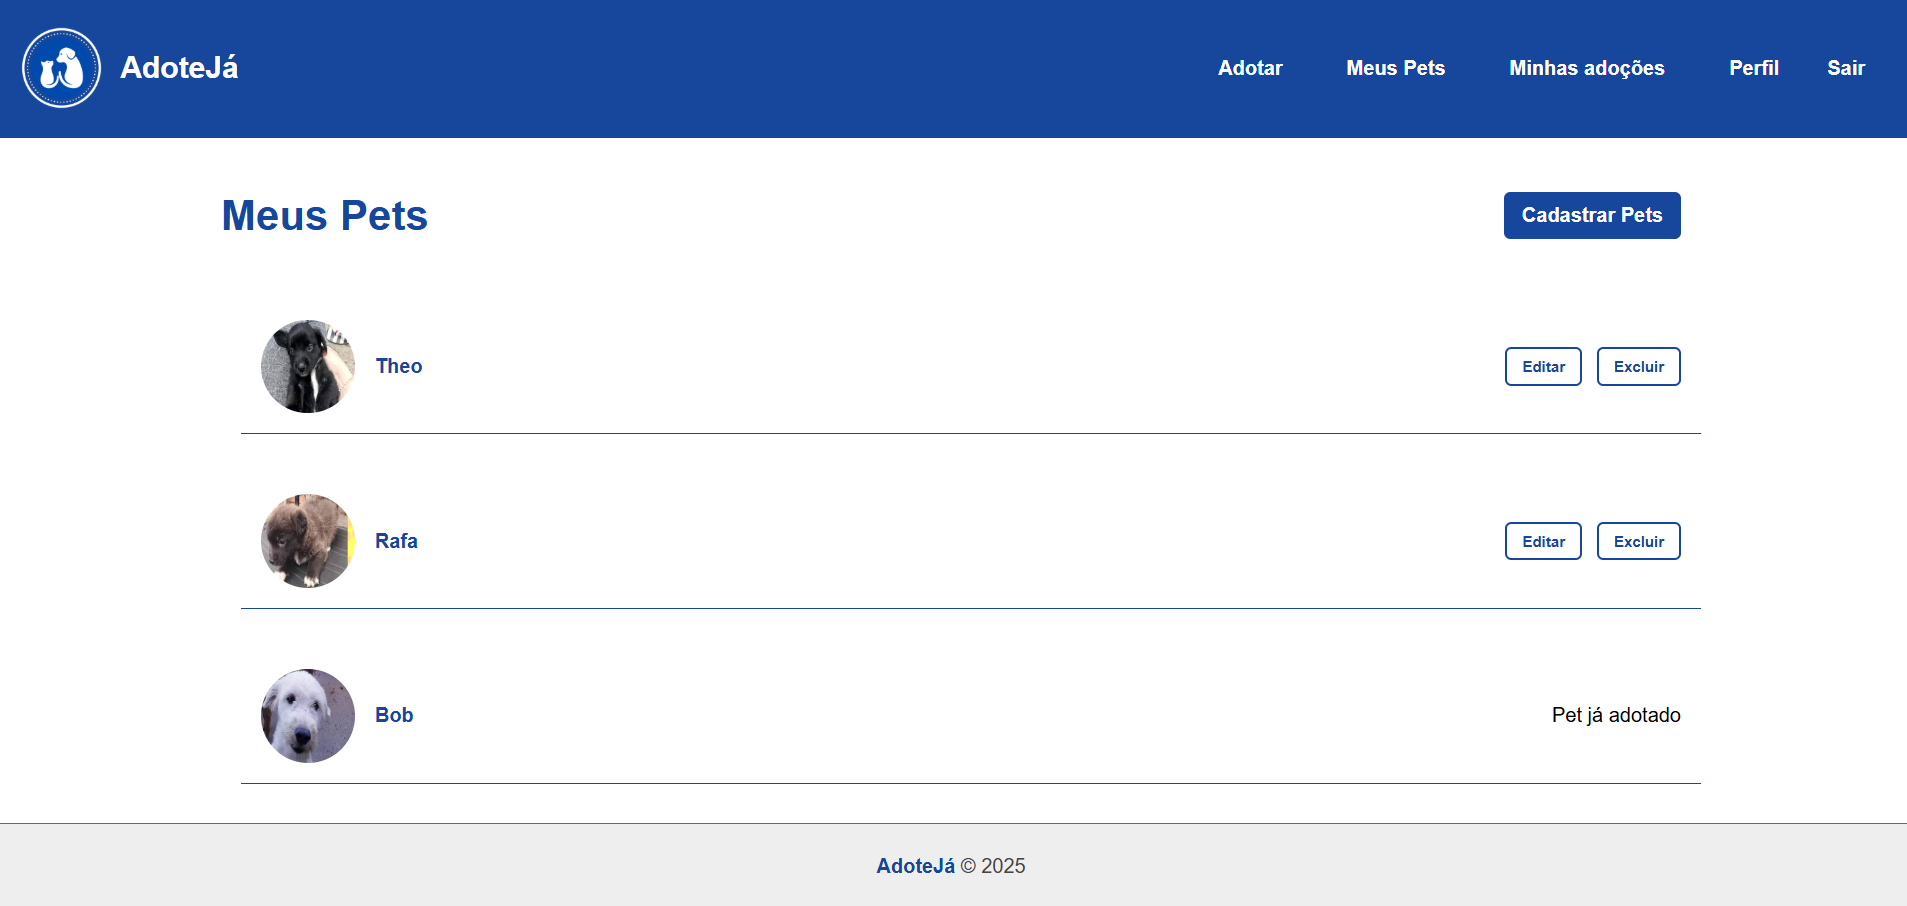 AdoteJá
Adotar Meus Pets Minhas adoções Perfil Sair
Meus Pets
Cadastrar Pets
Theo
Editar Excluir
Rafa
Editar Excluir
Bob
Pet já adotado
AdoteJá © 2025